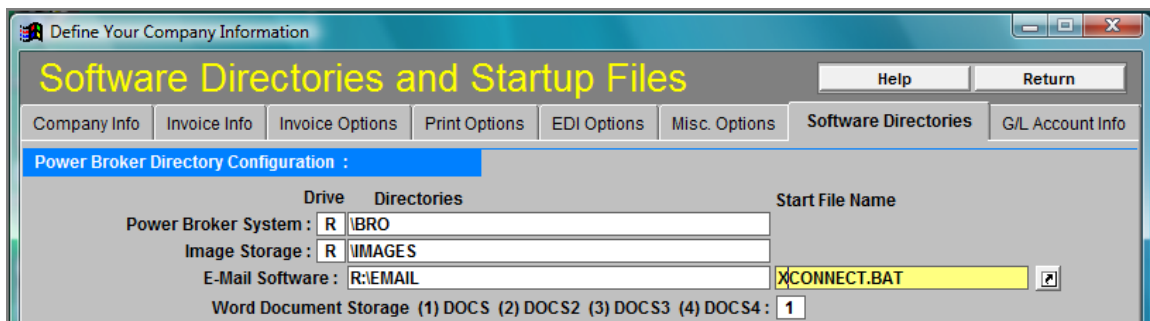 Define Your Company Information
Software Directories and Startup Files
Help
Return
Company Info
Invoice Info
Invoice Options
Print Options
EDI Options
Misc. Options
Software Directories
G/L Account Info
Power Broker Directory Configuration :
Drive Directories Start File Name
Power Broker System : R \BRO
Image Storage : R \IMAGES
E-Mail Software : R:\EMAIL XCONNECT.BAT
Word Document Storage (1) DOCS (2) DOCS2 (3) DOCS3 (4) DOCS4 : 1